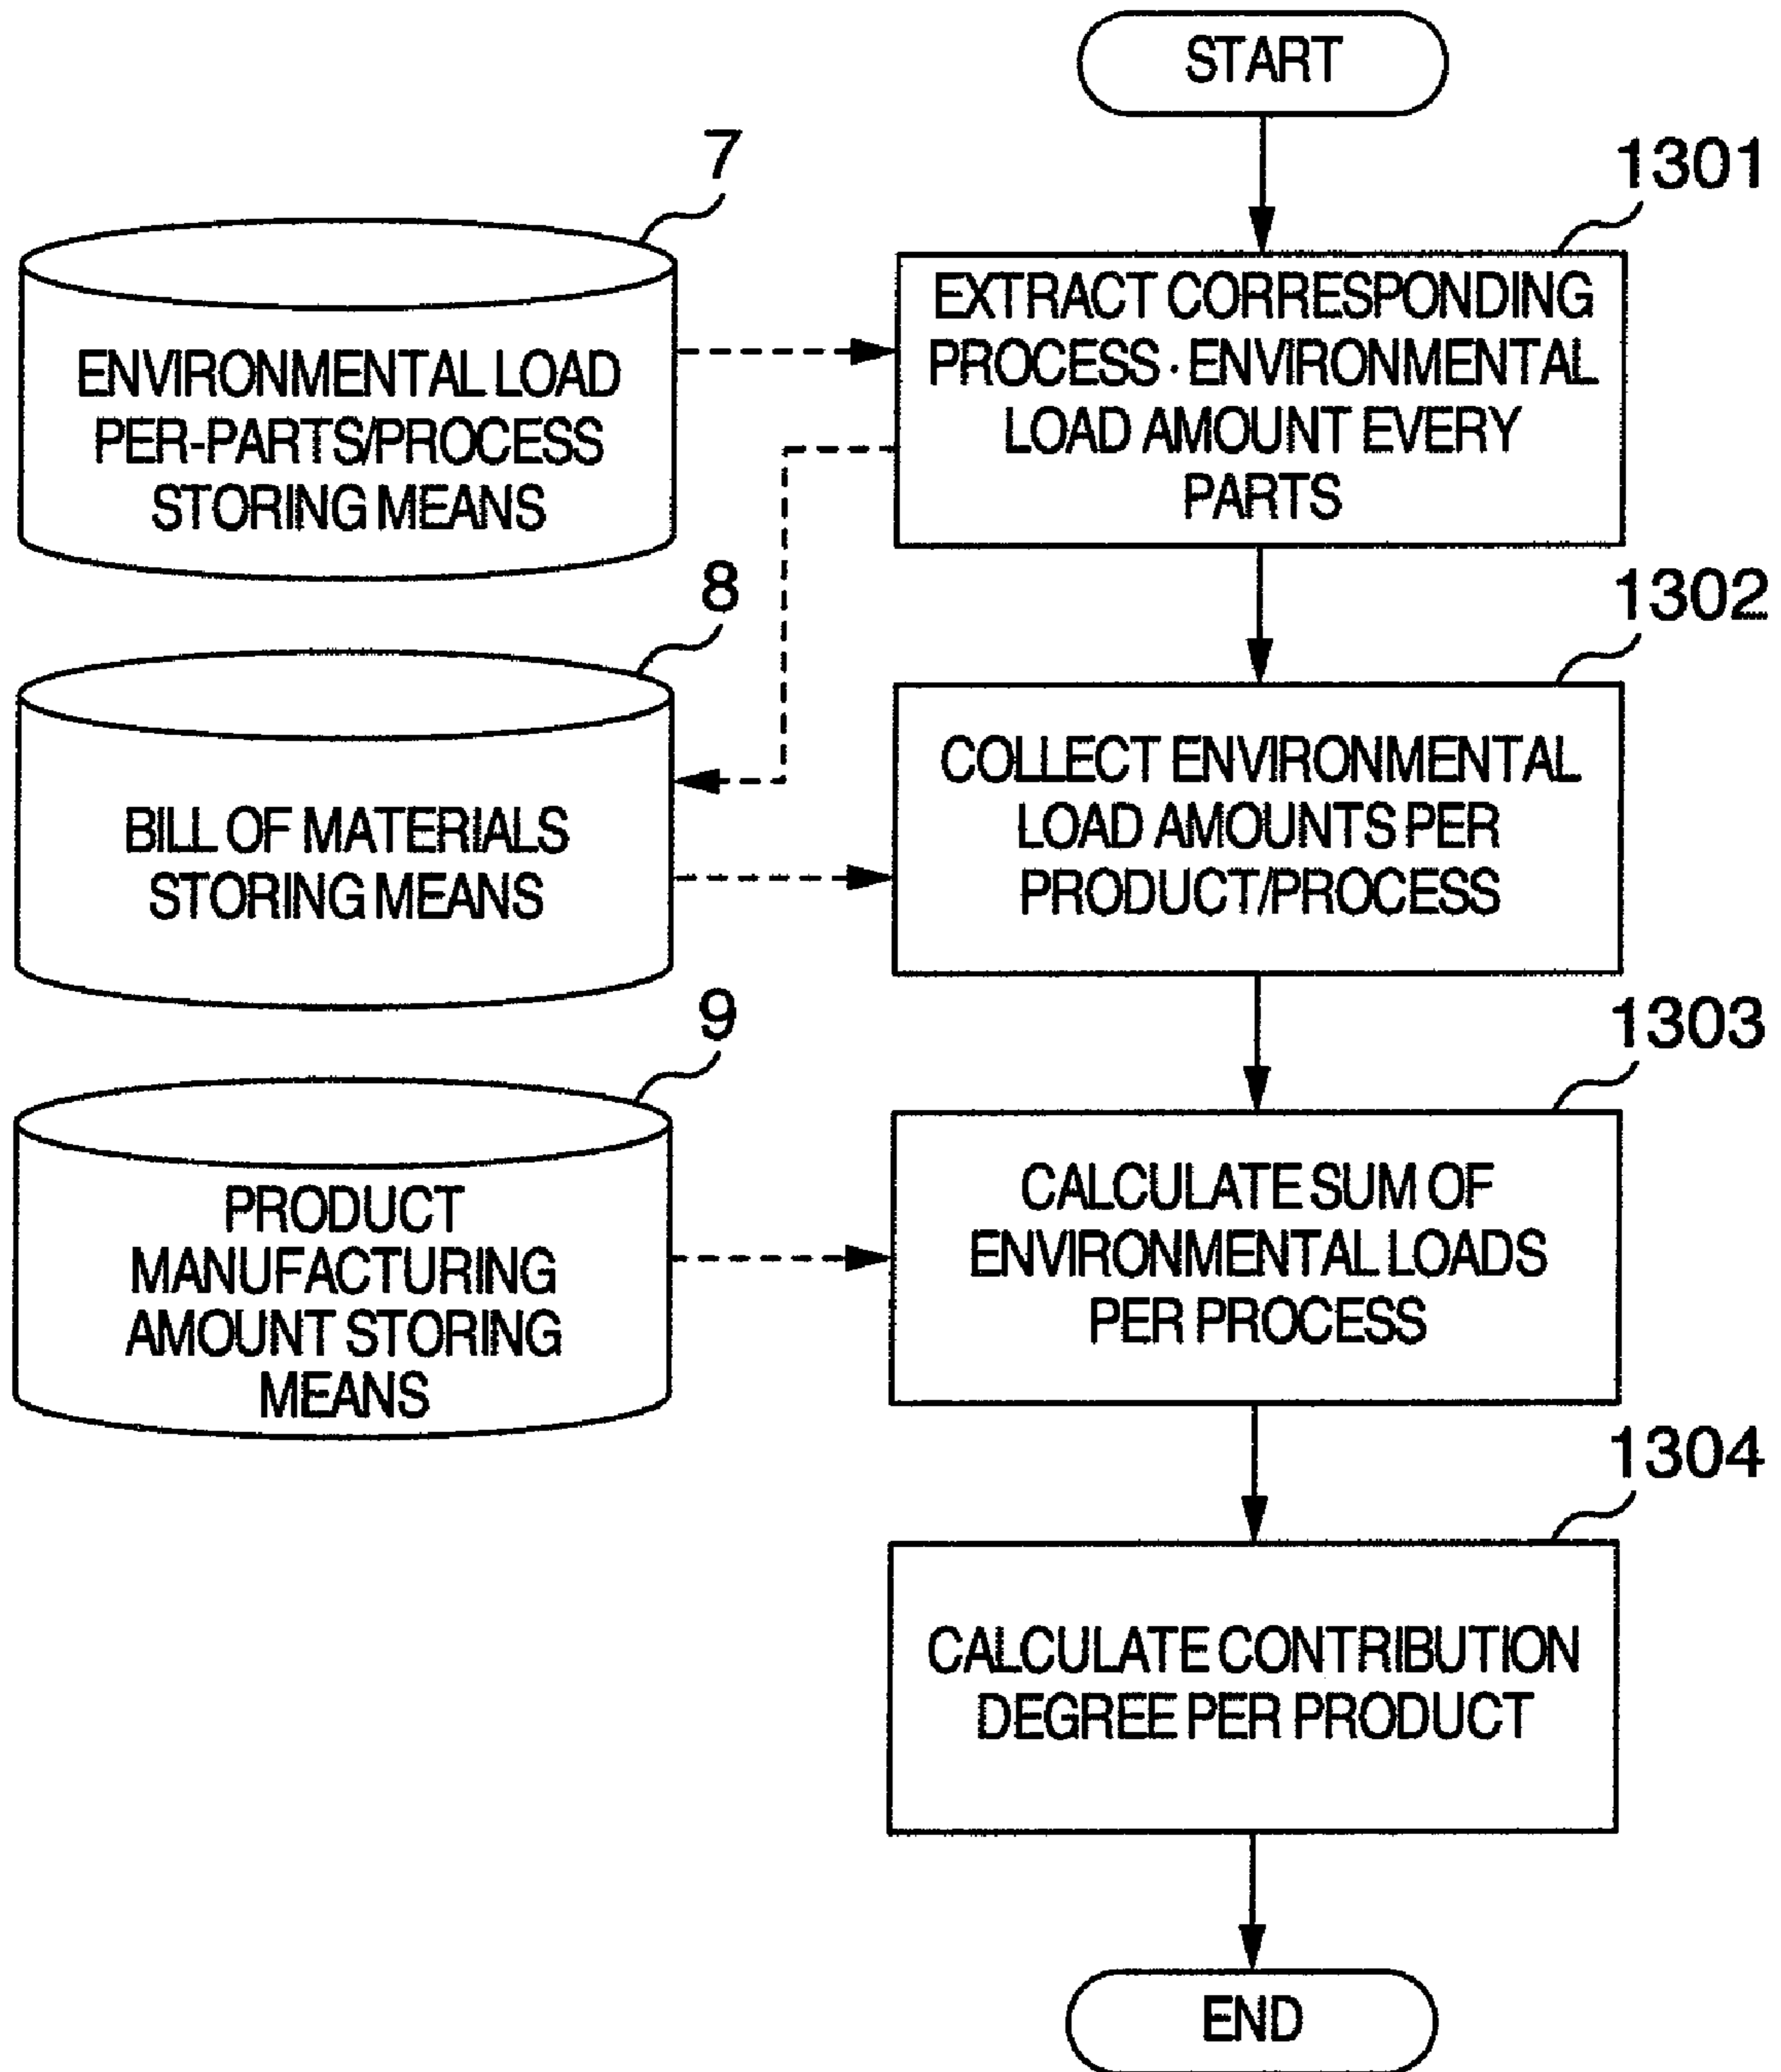 START
7
1301
ENVIRONMENTAL LOAD
PER-PARTS/PROCESS
STORING MEANS
EXTRACT CORRESPONDING
PROCESS · ENVIRONMENTAL
LOAD AMOUNT EVERY
PARTS
8
1302
BILL OF MATERIALS
STORING MEANS
COLLECT ENVIRONMENTAL
LOAD AMOUNTS PER
PRODUCT/PROCESS
9
1303
PRODUCT
MANUFACTURING
AMOUNT STORING
MEANS
CALCULATE SUM OF
ENVIRONMENTAL LOADS
PER PROCESS
1304
CALCULATE CONTRIBUTION
DEGREE PER PRODUCT
END